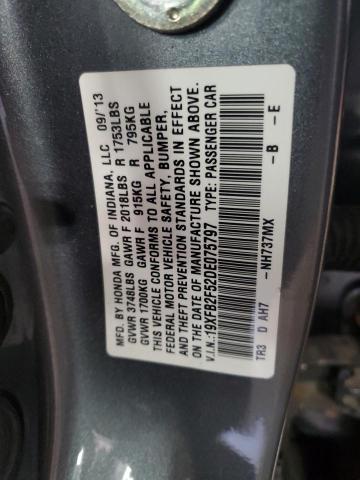 MFD. BY HONDA MFG. OF INDIANA, LLC 09/'13
GVWR 3748LBS GAWR F 2018LBS R 1753LBS
GVWR 1700KG GAWR F 915KG R 795KG
THIS VEHICLE CONFORMS TO ALL APPLICABLE
FEDERAL MOTOR VEHICLE SAFETY, BUMPER,
AND THEFT PREVENTION STANDARDS IN EFFECT
ON THE DATE OF MANUFACTURE SHOWN ABOVE.
V.I.N.:19XFB2F52DE075797 TYPE: PASSENGER CAR
-NH737MX -B -E
TR3 D AH7